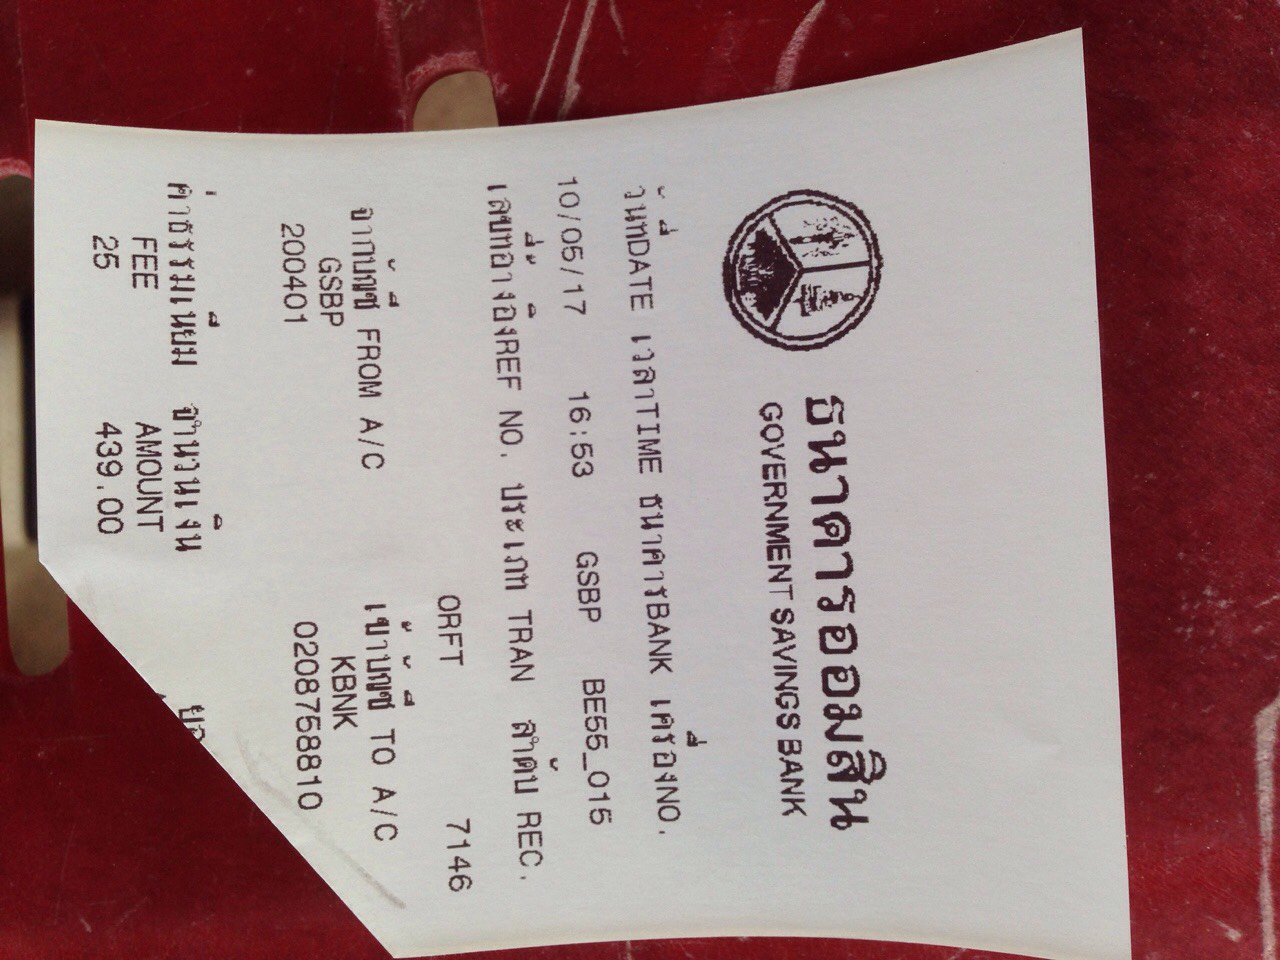 ธนาคารออมสิน
GOVERNMENT SAVINGS BANK
วันที่DATE เวลาTIME ธนาคารBANK เครื่องNO.
10/05/17 16:53 GSBP BE55_015
เลขที่อ้างอิงREF NO. ประเภท TRAN ลำดับ REC.
ORFT 7146
จากบัญชี FROM A/C เข้าบัญชี TO A/C
GSBP KBNK
200401 0208758810
ค่าธรรมเนียม จำนวนเงิน
FEE AMOUNT
25 439.00